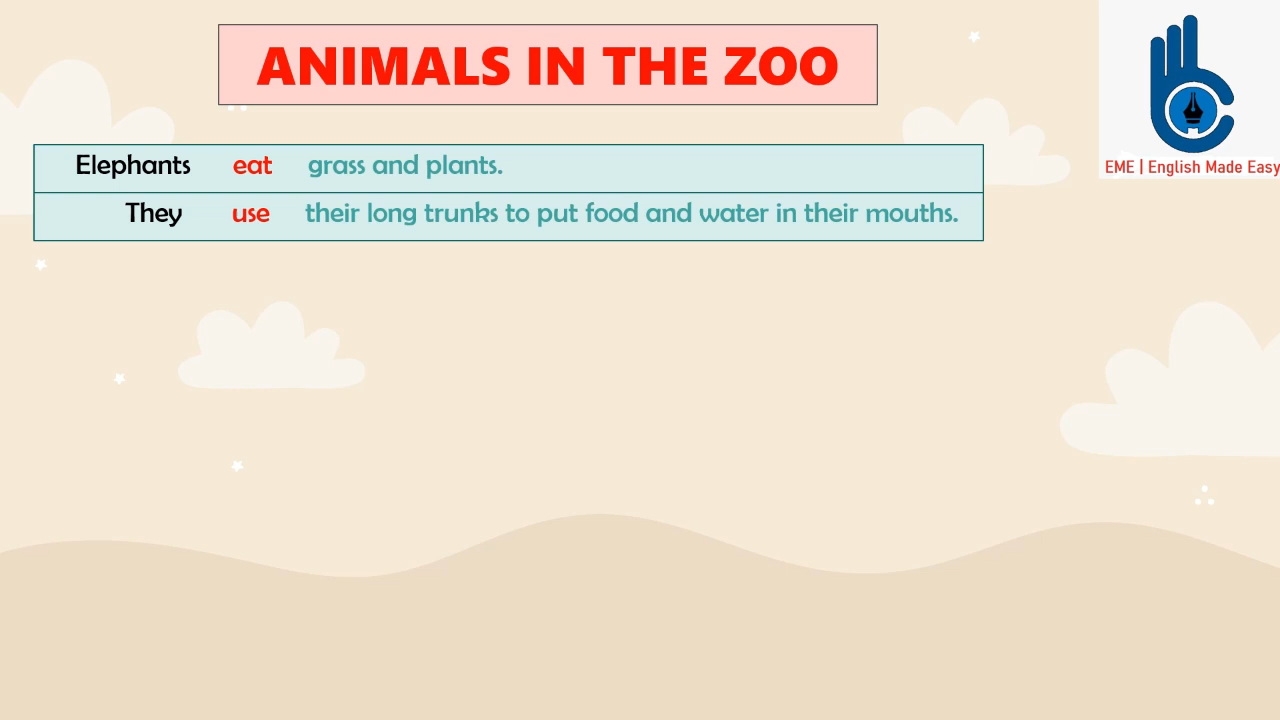 ANIMALS IN THE ZOO
EME | English Made Easy
Elephants eat grass and plants.
They use their long trunks to put food and water in their mouths.